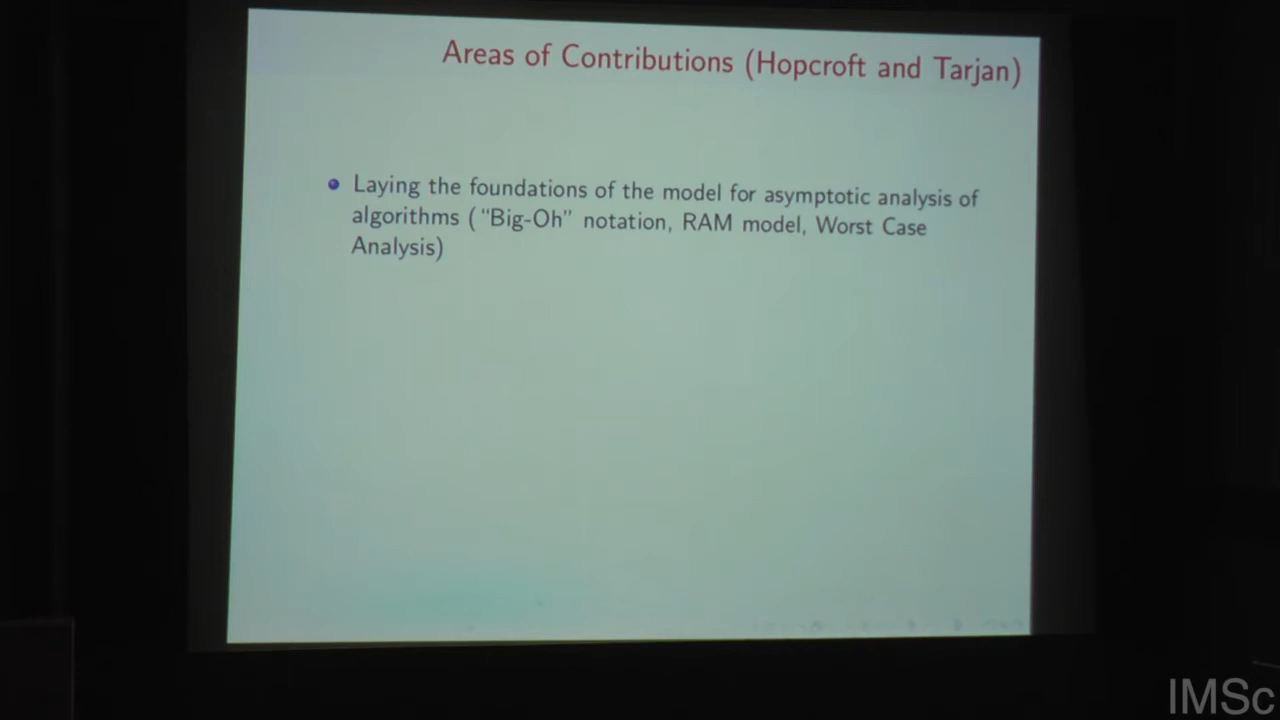 Areas of Contributions (Hopcroft and Tarjan)
Laying the foundations of the model for asymptotic analysis of
algorithms ("Big-Oh" notation, RAM model, Worst Case
Analysis)
IMSc